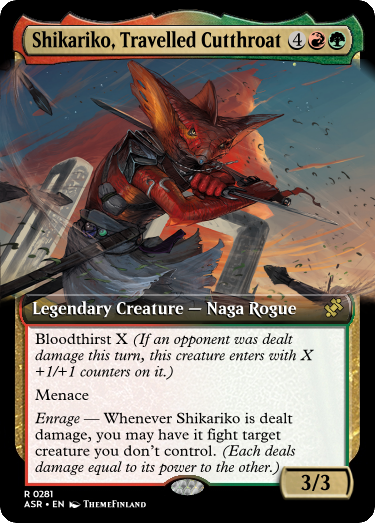 Shikariko, Travelled Cutthroat 4
Legendary Creature — Naga Rogue
Bloodthirst X (If an opponent was dealt
damage this turn, this creature enters with X
+1/+1 counters on it.)
Menace
Enrage — Whenever Shikariko is dealt
damage, you may have it fight target
creature you don't control. (Each deals
damage equal to its power to the other.)
3/3
R 0281
ASR • EN ThemeFinland